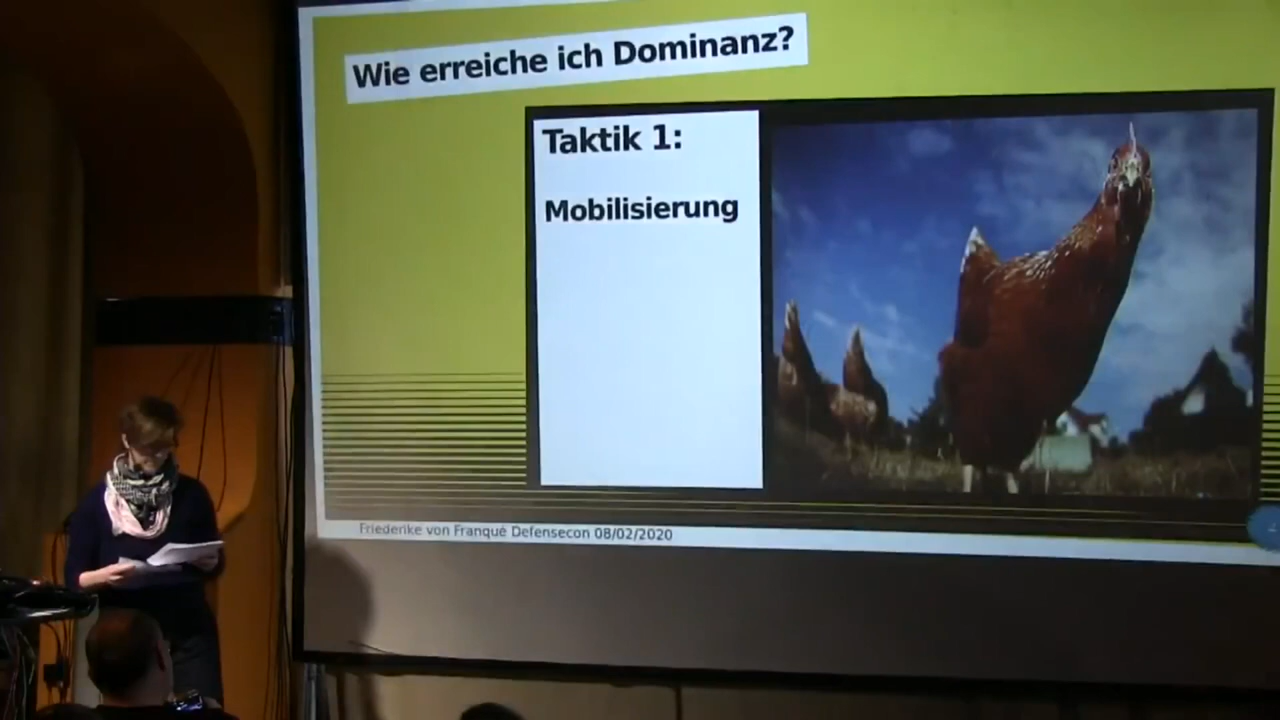 Wie erreiche ich Dominanz?
Taktik 1:
Mobilisierung
Friederike von Franqué Defensecon 08/02/2020